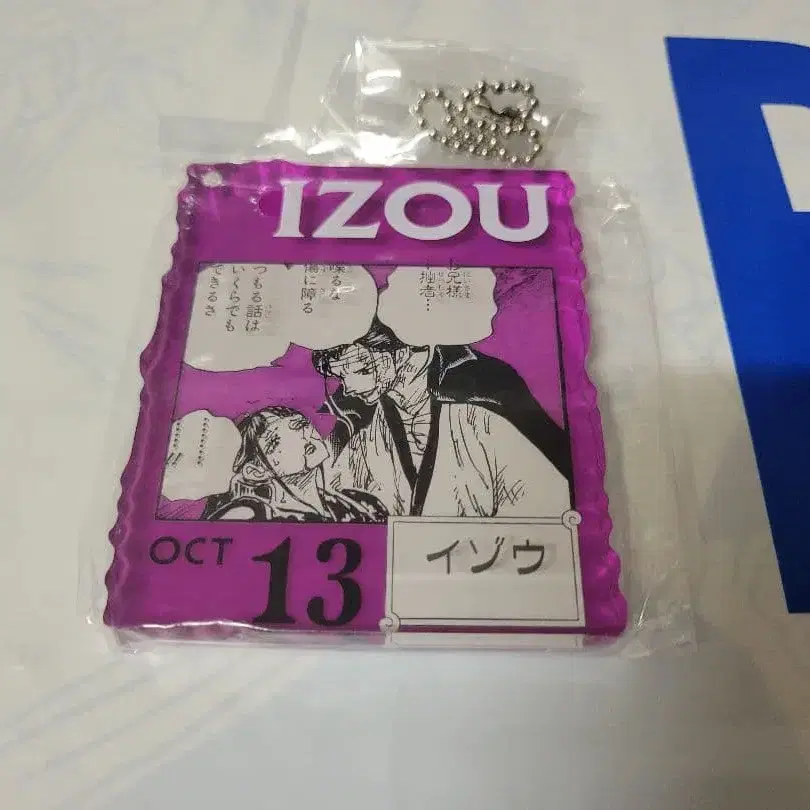 IZOU
お兄様
拙者…
喋るな
傷に障る
つもる話は
いくらでも
できるさ
OCT 13
イゾウ